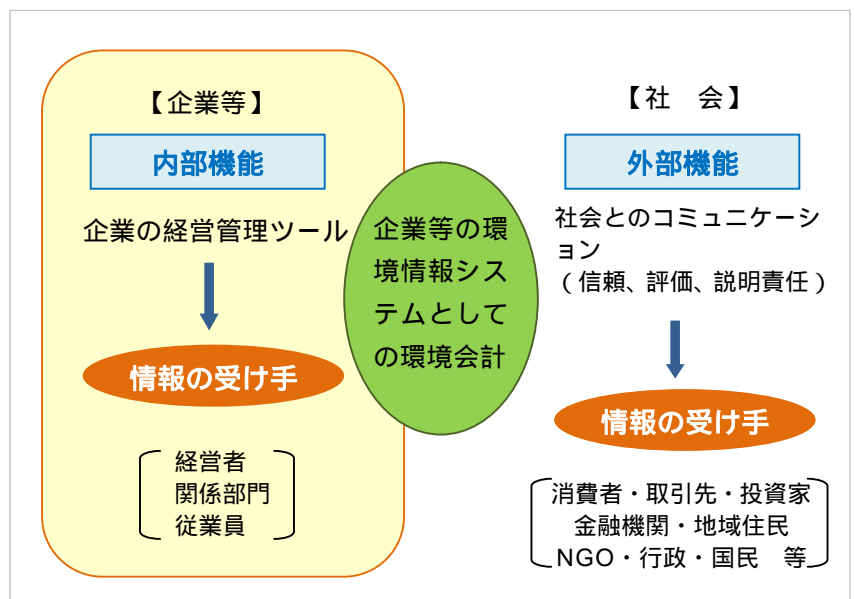 【企業等】
内部機能
企業の経営管理ツール
情報の受け手
経営者
関係部門
従業員
企業等の環
境情報シス
テムとして
の環境会計
【社　会】
外部機能
社会とのコミュニケーシ
ョン
（信頼、評価、説明責任）
情報の受け手
消費者・取引先・投資家
金融機関・地域住民
NGO・行政・国民　等